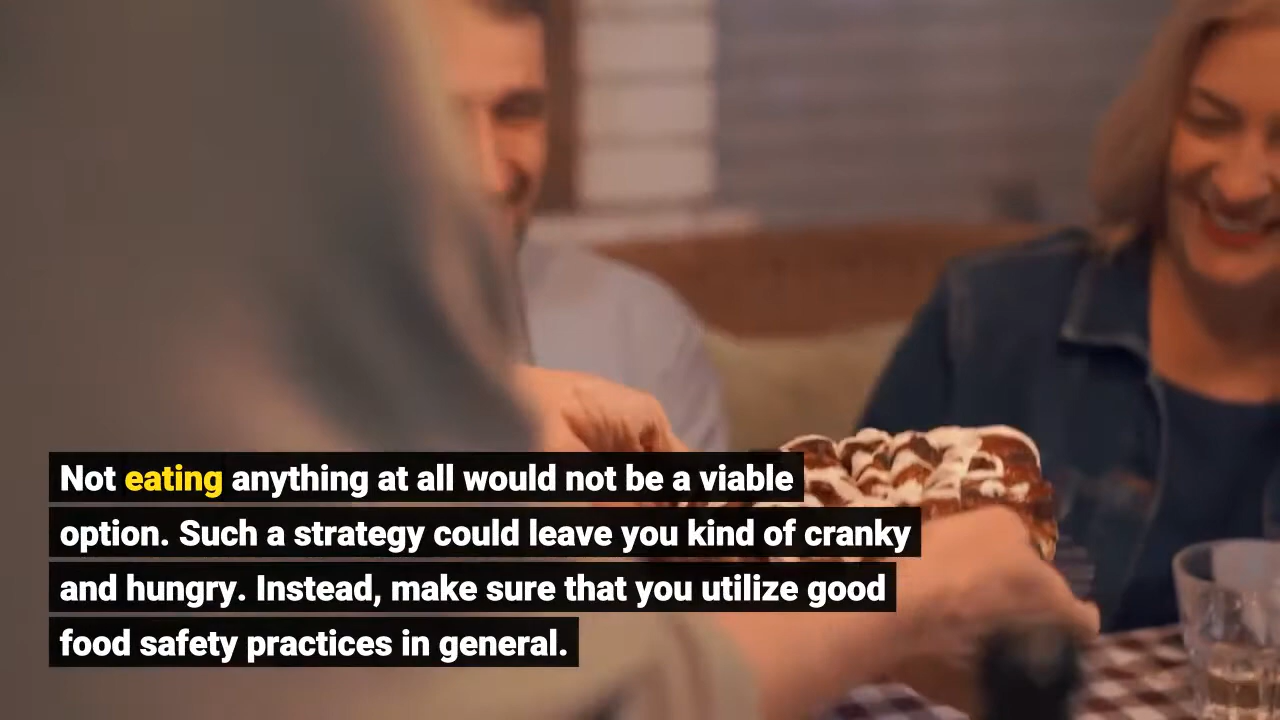 Not eating anything at all would not be a viable
option. Such a strategy could leave you kind of cranky
and hungry. Instead, make sure that you utilize good
food safety practices in general.